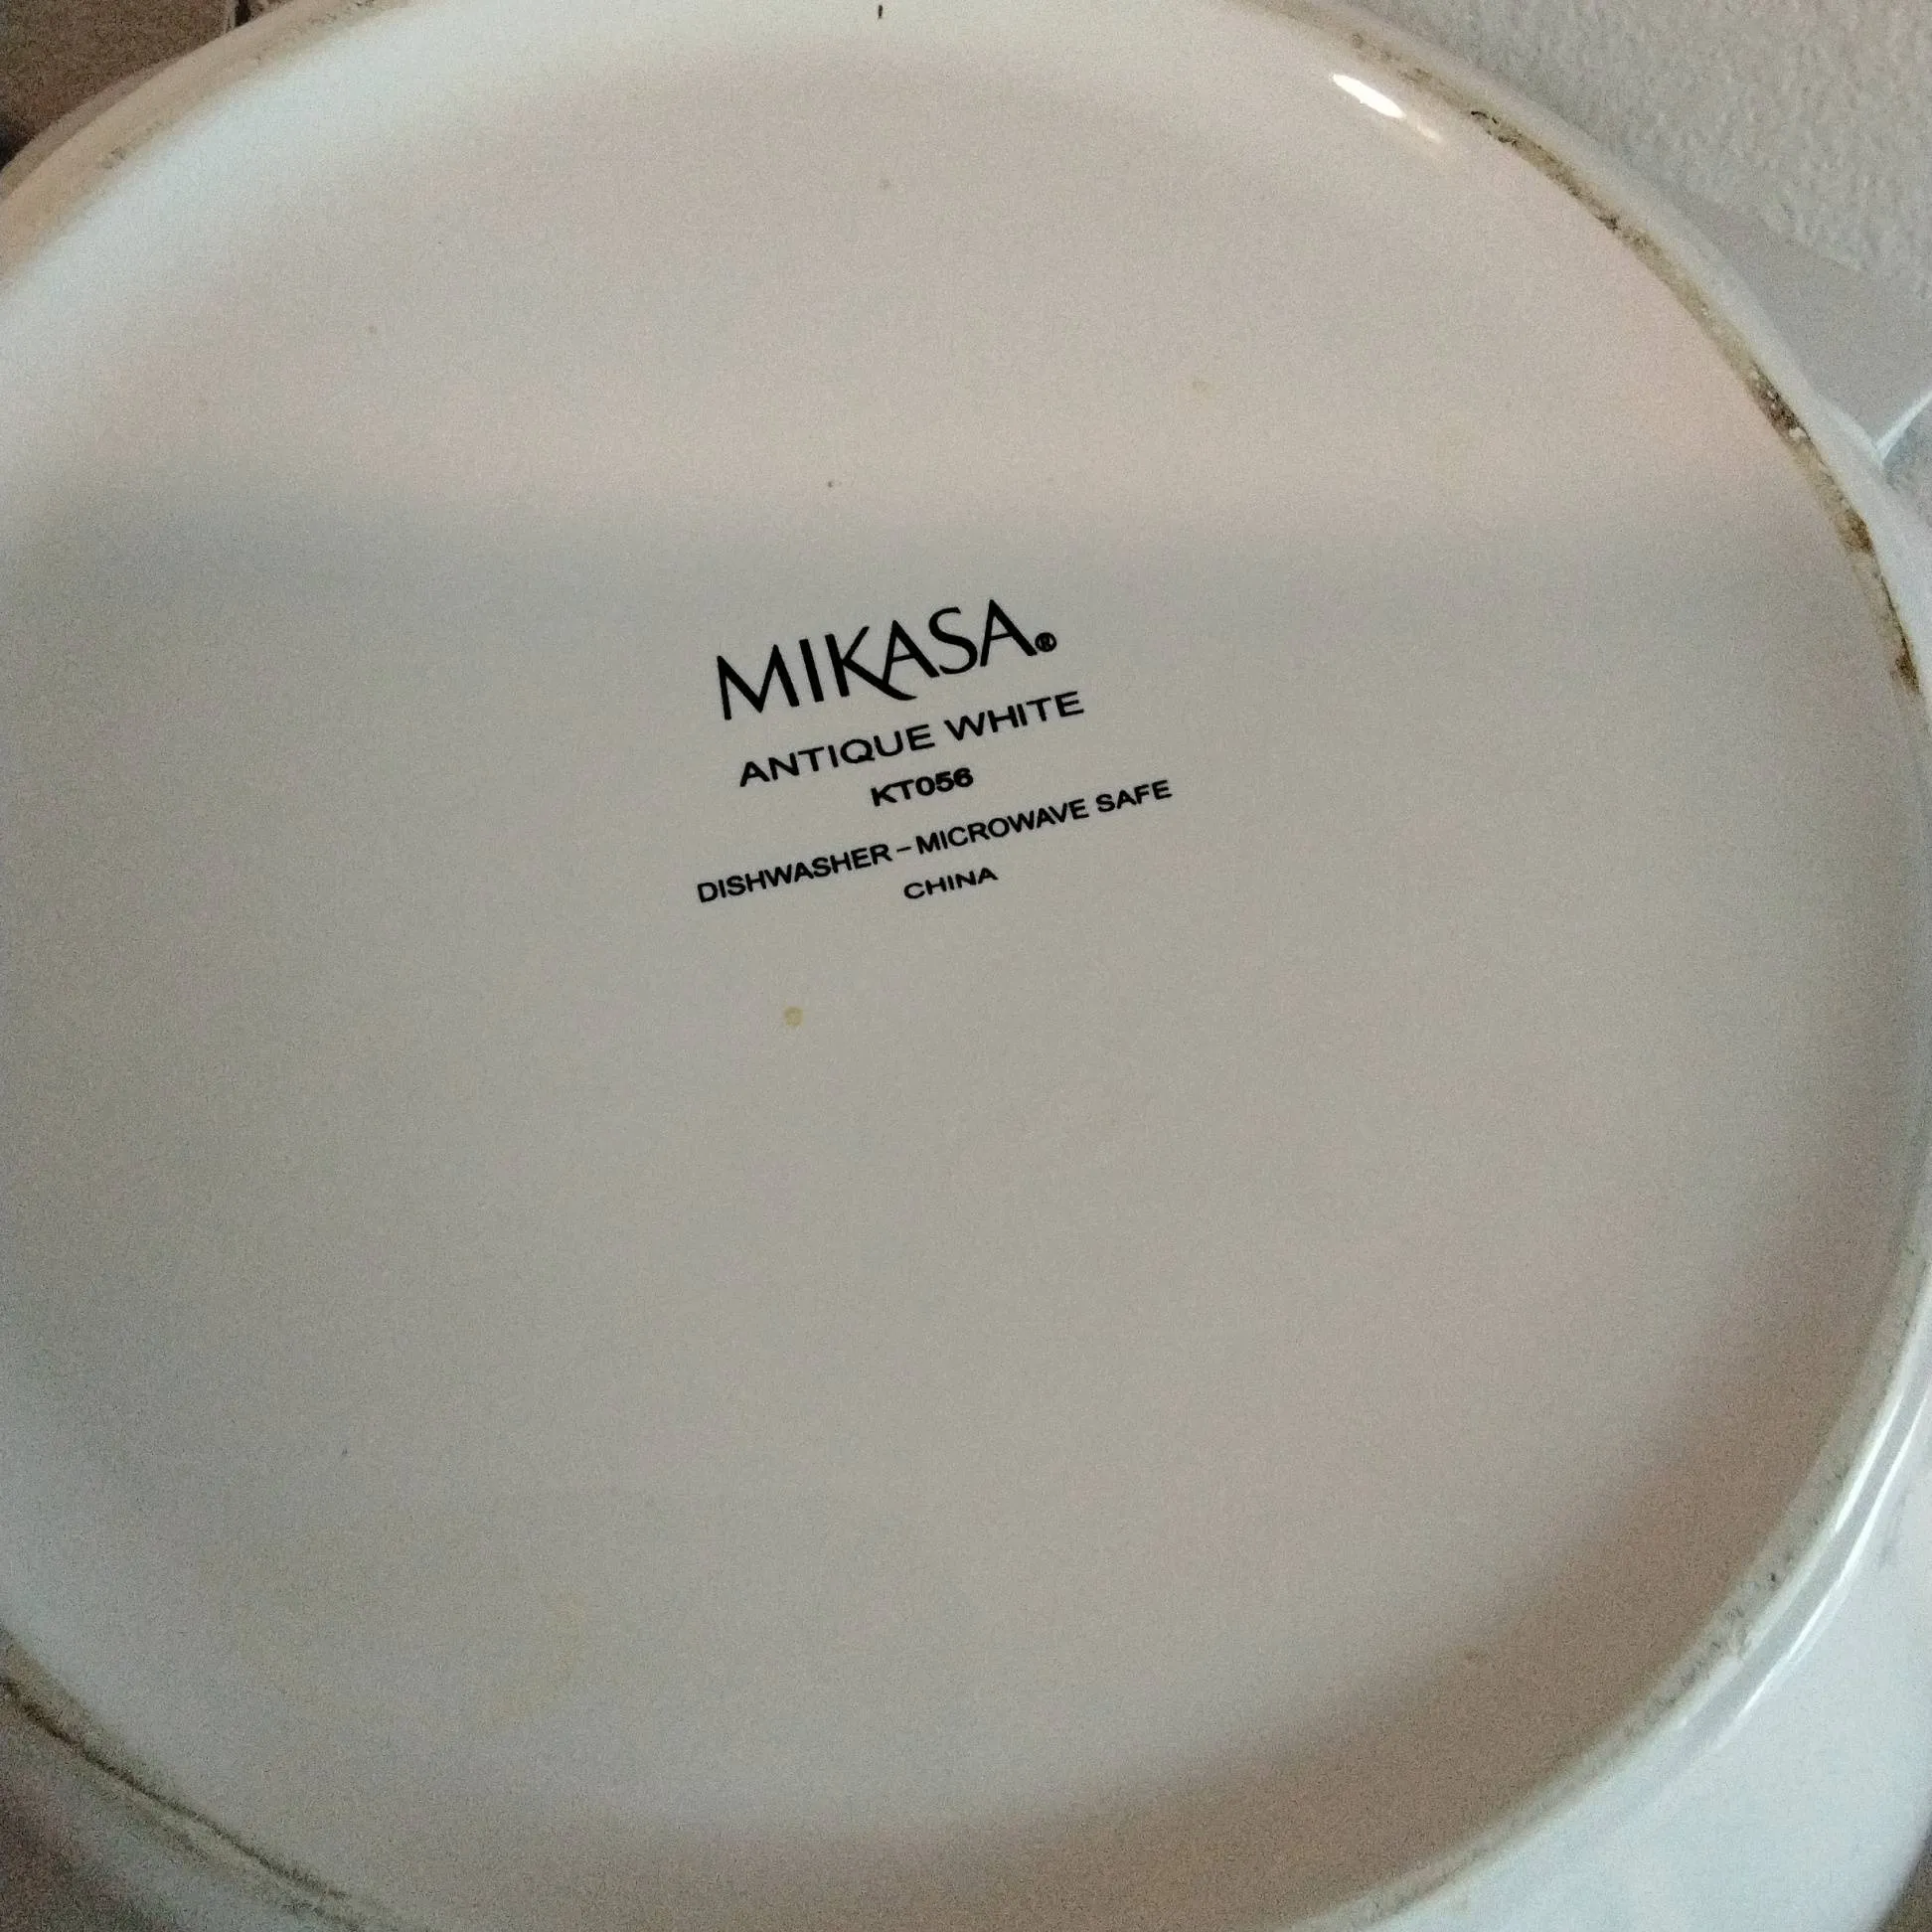 MIKASA®
ANTIQUE WHITE
KT056
DISHWASHER – MICROWAVE SAFE
CHINA